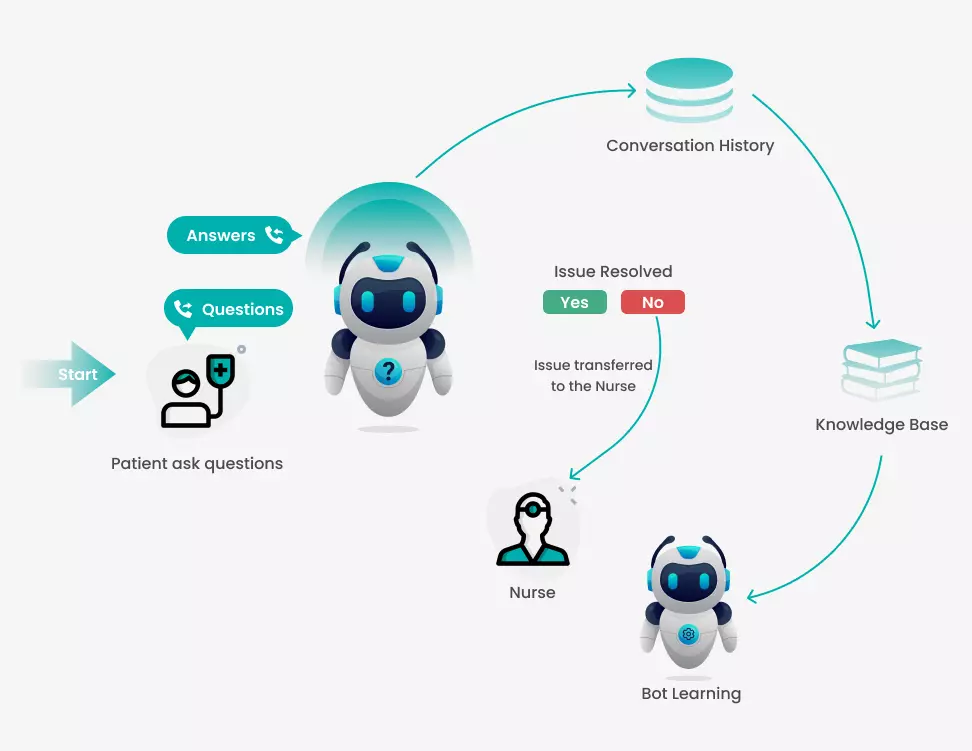 Conversation History
Answers
Questions
Start
Patient ask questions
?
Issue Resolved
Yes
No
Issue transferred
to the Nurse
Nurse
Knowledge Base
Bot Learning